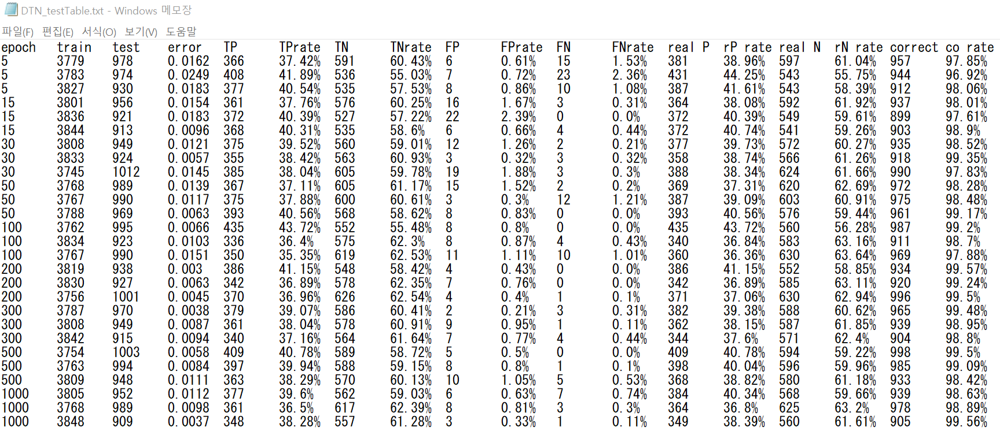 DTN_testTable.txt - Windows 메모장
파일(F) 편집(E) 서식(O) 보기(V) 도움말
epoch train test error TP TPrate TN TNrate FP FPrate FN FNrate real P rP rate real N rN rate correct co rate
5 3779 978 0.0162 366 37.42% 591 60.43% 6 0.61% 15 1.53% 381 38.96% 597 61.04% 957 97.85%
5 3783 974 0.0249 408 41.89% 536 55.03% 7 0.72% 23 2.36% 431 44.25% 543 55.75% 944 96.92%
5 3827 930 0.0183 377 40.54% 535 57.53% 8 0.86% 10 1.08% 387 41.61% 543 58.39% 912 98.06%
15 3801 956 0.0154 361 37.76% 576 60.25% 16 1.67% 3 0.31% 364 38.08% 592 61.92% 937 98.01%
15 3836 921 0.0183 372 40.39% 527 57.22% 22 2.39% 0 0.0% 372 40.39% 549 59.61% 899 97.61%
15 3844 913 0.0096 368 40.31% 535 58.6% 6 0.66% 4 0.44% 372 40.74% 541 59.26% 903 98.9%
30 3808 949 0.0121 375 39.52% 560 59.01% 12 1.26% 2 0.21% 377 39.73% 572 60.27% 935 98.52%
30 3833 924 0.0057 355 38.42% 563 60.93% 3 0.32% 3 0.32% 358 38.74% 566 61.26% 918 99.35%
30 3745 1012 0.0145 385 38.04% 605 59.78% 19 1.88% 3 0.3% 388 38.34% 624 61.66% 990 97.83%
50 3768 989 0.0139 367 37.11% 605 61.17% 15 1.52% 2 0.2% 369 37.31% 620 62.69% 972 98.28%
50 3767 990 0.0117 375 37.88% 600 60.61% 3 0.3% 12 1.21% 387 39.09% 603 60.91% 975 98.48%
50 3788 969 0.0063 393 40.56% 568 58.62% 8 0.83% 0 0.0% 393 40.56% 576 59.44% 961 99.17%
100 3762 995 0.0066 435 43.72% 552 55.48% 8 0.8% 0 0.0% 435 43.72% 560 56.28% 987 99.2%
100 3834 923 0.0103 336 36.4% 575 62.3% 8 0.87% 4 0.43% 340 36.84% 583 63.16% 911 98.7%
100 3767 990 0.0151 350 35.35% 619 62.53% 11 1.11% 10 1.01% 360 36.36% 630 63.64% 969 97.88%
200 3819 938 0.003 386 41.15% 548 58.42% 4 0.43% 0 0.0% 386 41.15% 552 58.85% 934 99.57%
200 3830 927 0.0063 342 36.89% 578 62.35% 7 0.76% 0 0.0% 342 36.89% 585 63.11% 920 99.24%
200 3756 1001 0.0045 370 36.96% 626 62.54% 4 0.4% 1 0.1% 371 37.06% 630 62.94% 996 99.5%
300 3787 970 0.0038 379 39.07% 586 60.41% 2 0.21% 3 0.31% 382 39.38% 588 60.62% 965 99.48%
300 3808 949 0.0087 361 38.04% 578 60.91% 9 0.95% 1 0.11% 362 38.15% 587 61.85% 939 98.95%
300 3842 915 0.0094 340 37.16% 564 61.64% 7 0.77% 4 0.44% 344 37.6% 571 62.4% 904 98.8%
500 3754 1003 0.0058 409 40.78% 589 58.72% 5 0.5% 0 0.0% 409 40.78% 594 59.22% 998 99.5%
500 3763 994 0.0084 397 39.94% 588 59.15% 8 0.8% 1 0.1% 398 40.04% 596 59.96% 985 99.09%
500 3809 948 0.0111 363 38.29% 570 60.13% 10 1.05% 5 0.53% 368 38.82% 580 61.18% 933 98.42%
1000 3805 952 0.0112 377 39.6% 562 59.03% 6 0.63% 7 0.74% 384 40.34% 568 59.66% 939 98.63%
1000 3768 989 0.0098 361 36.5% 617 62.39% 8 0.81% 3 0.3% 364 36.8% 625 63.2% 978 98.89%
1000 3848 909 0.0037 348 38.28% 557 61.28% 3 0.33% 1 0.11% 349 38.39% 560 61.61% 905 99.56%